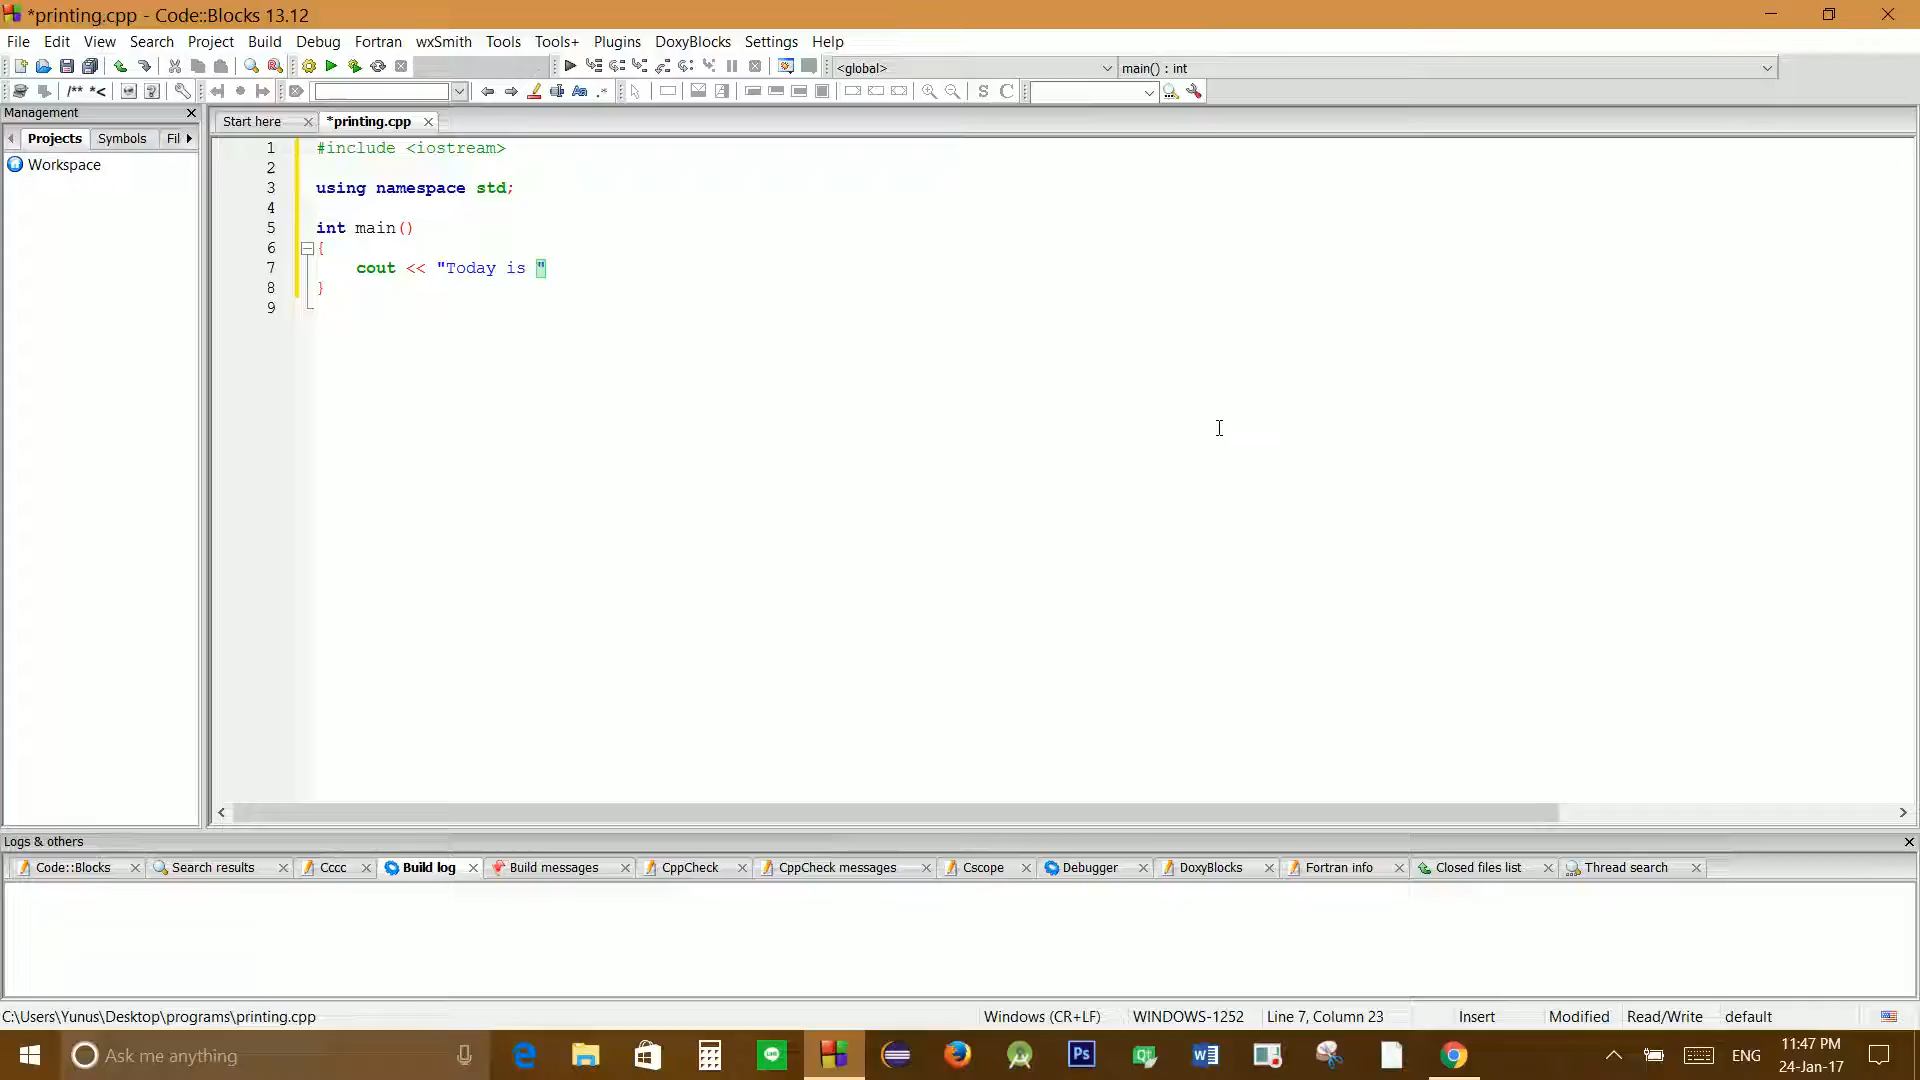 *printing.cpp - Code::Blocks 13.12
File Edit View Search Project Build Debug Fortran wxSmith Tools Tools+ Plugins DoxyBlocks Settings Help
<global> main() : int
/** *<
Aa .* S C
Management
Start here *printing.cpp
Projects Symbols Fil
Workspace
1 #include <iostream>
2
3 using namespace std;
4
5 int main()
6 {
7 cout << "Today is "
8 }
9
Logs & others
Code::Blocks Search results Cccc Build log Build messages CppCheck CppCheck messages Cscope Debugger DoxyBlocks Fortran info Closed files list Thread search
C:\Users\Yunus\Desktop\programs\printing.cpp Windows (CR+LF) WINDOWS-1252 Line 7, Column 23 Insert Modified Read/Write default
Ask me anything
Ps
Qt
ENG
11:47 PM
24-Jan-17